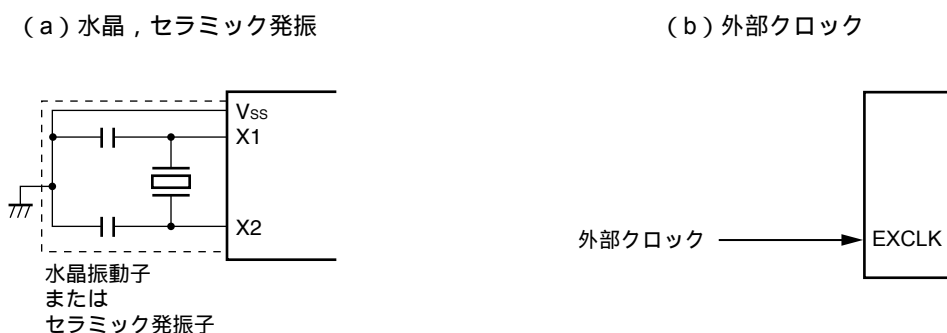 (a)水晶,セラミック発振
(b)外部クロック
Vss
X1
X2
水晶振動子
または
セラミック発振子
外部クロック
EXCLK